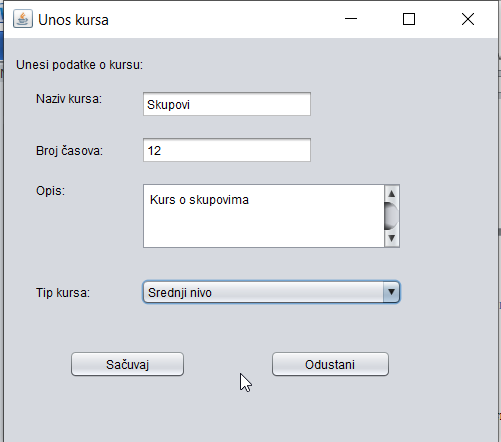 Unos kursa
Unesi podatke o kursu:
Naziv kursa: Skupovi
Broj časova: 12
Opis: Kurs o skupovima
Tip kursa: Srednji nivo
Sačuvaj Odustani